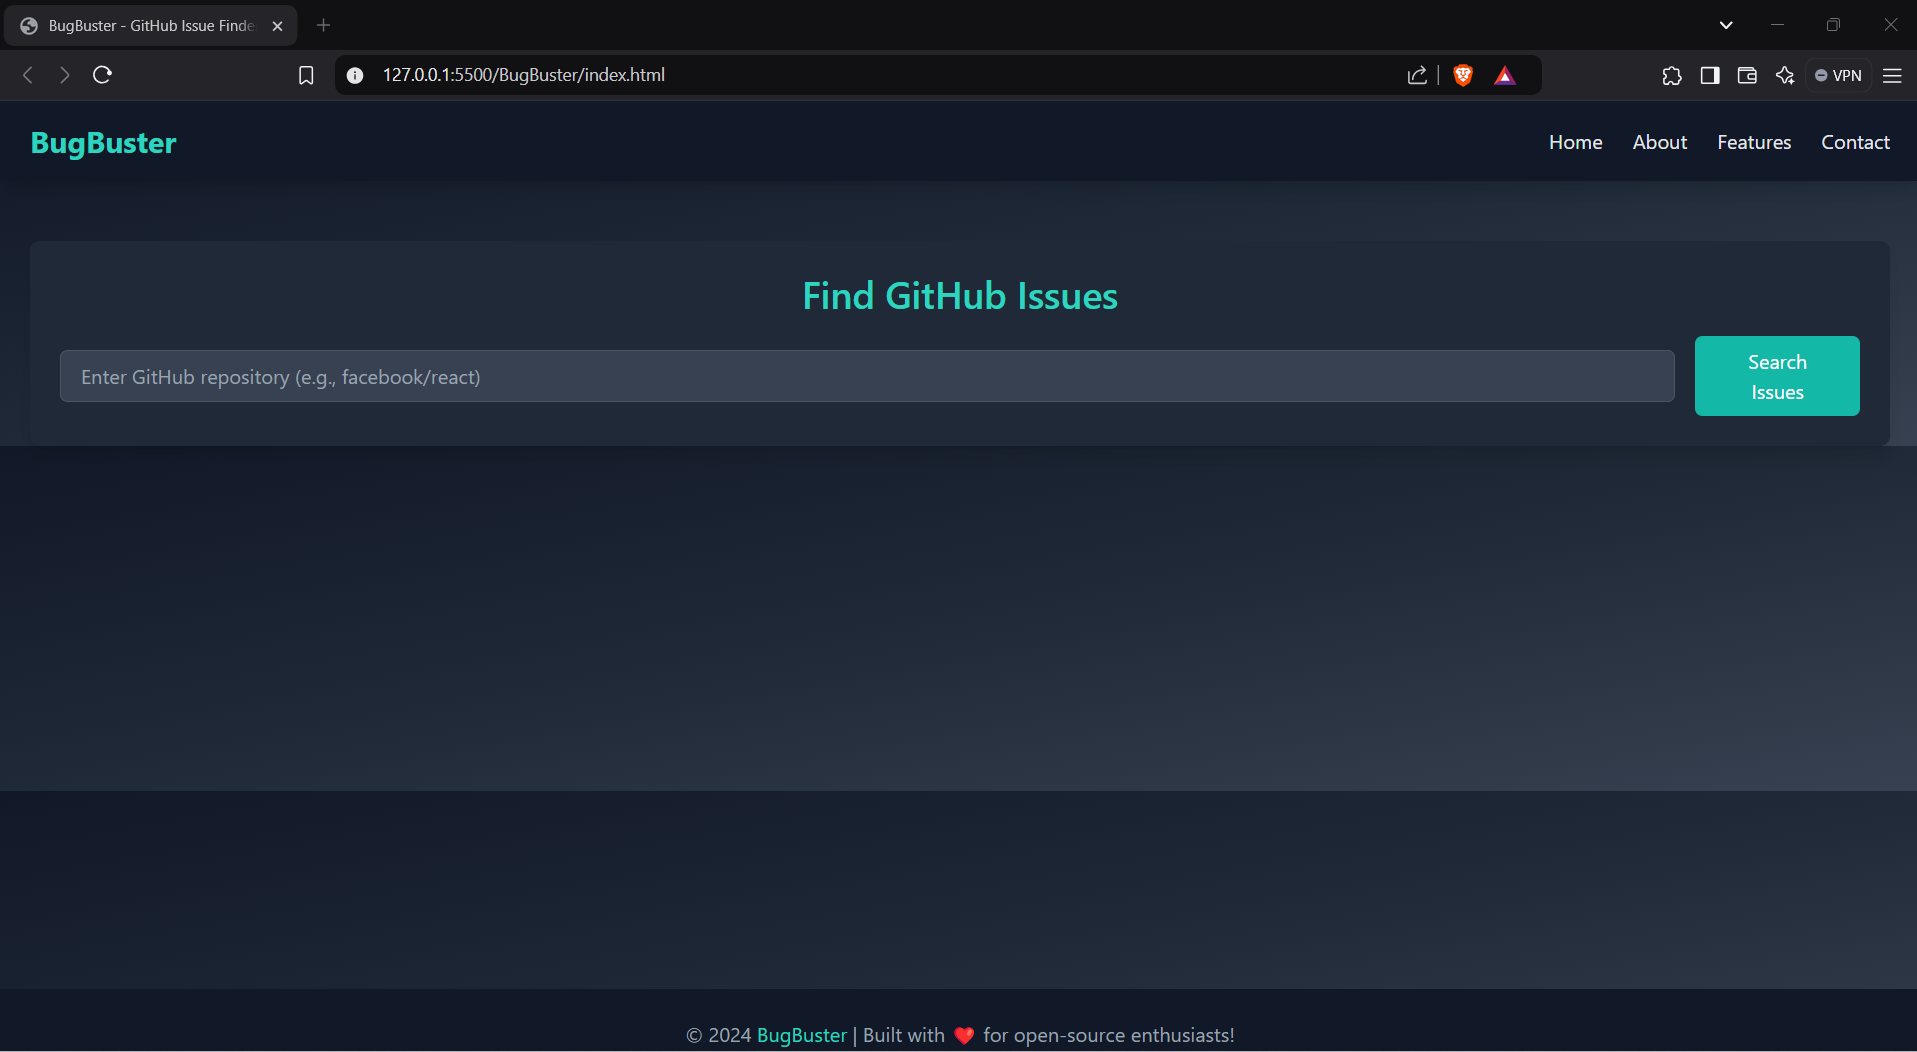 BugBuster - GitHub Issue Finde
127.0.0.1:5500/BugBuster/index.html
VPN
BugBuster
Home About Features Contact
Find GitHub Issues
Enter GitHub repository (e.g., facebook/react)
Search
Issues
© 2024 BugBuster | Built with ❤️ for open-source enthusiasts!